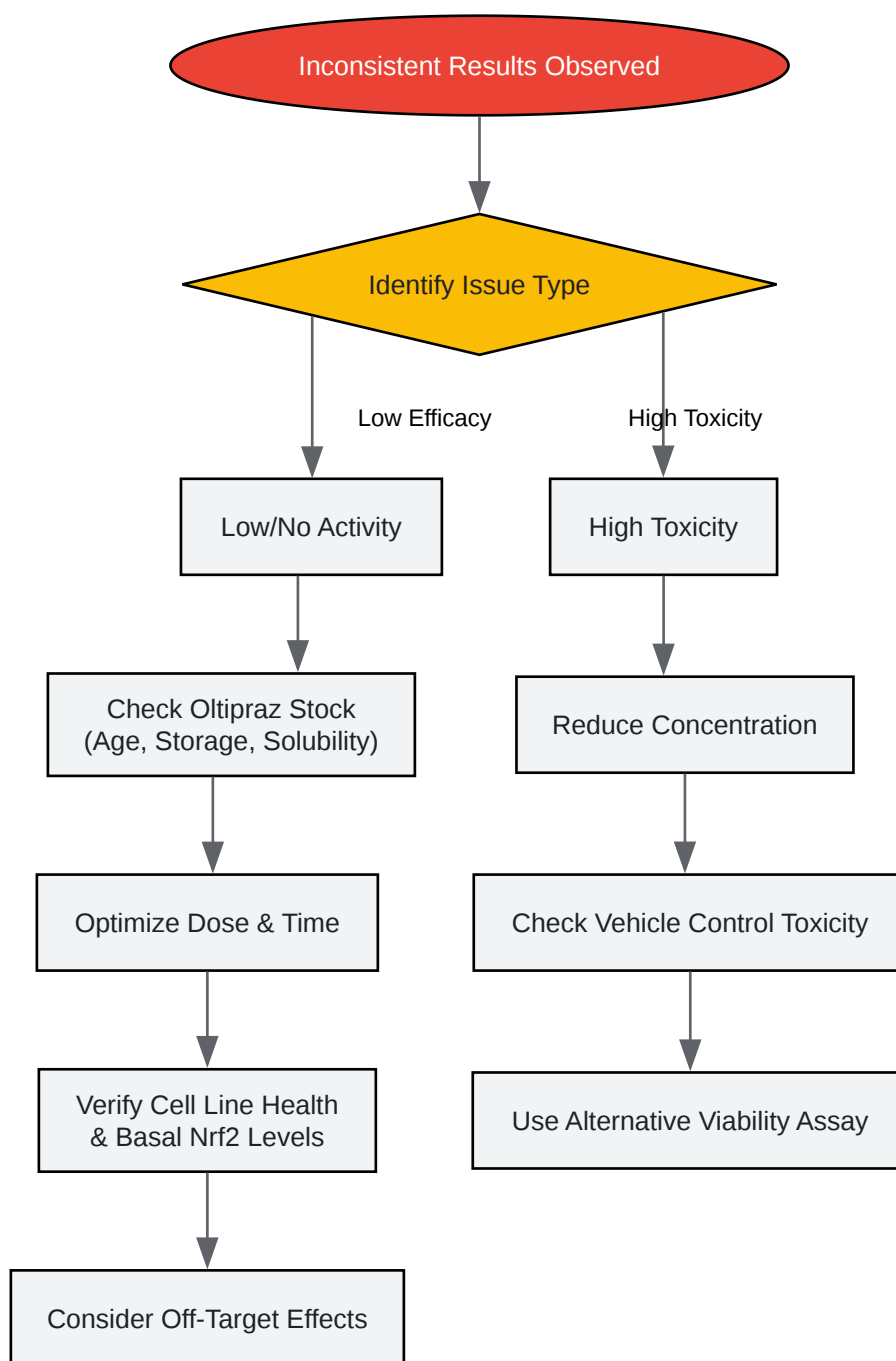 Inconsistent Results Observed
Identify Issue Type
Low Efficacy
High Toxicity
Low/No Activity
High Toxicity
Check Oltipraz Stock
(Age, Storage, Solubility)
Reduce Concentration
Optimize Dose & Time
Check Vehicle Control Toxicity
Verify Cell Line Health
& Basal Nrf2 Levels
Use Alternative Viability Assay
Consider Off-Target Effects